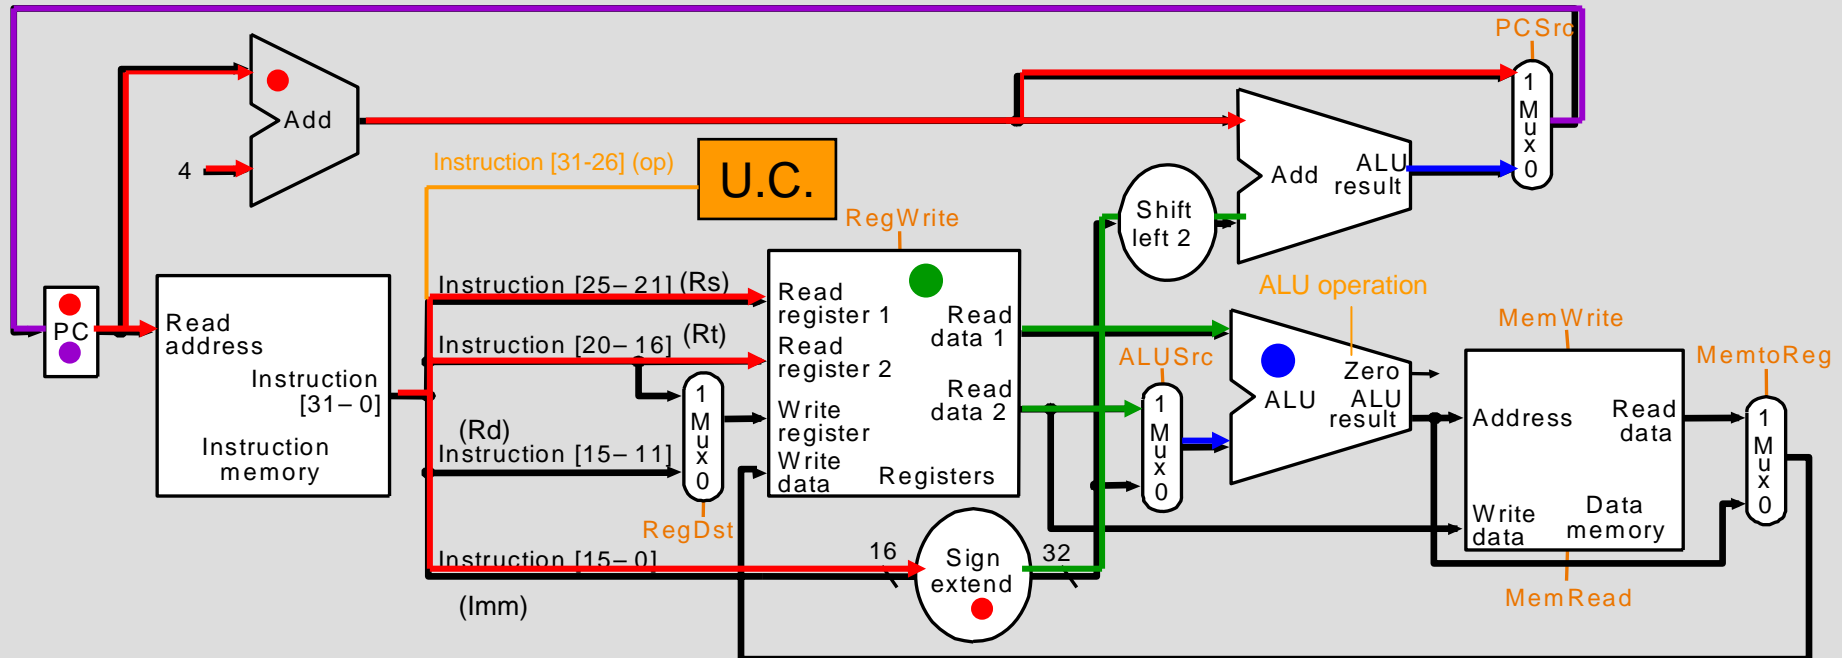 PCSrc
1
Mux
0
Add
4
Instruction [31-26] (op)
U.C.
Shift
left 2
Add
ALU
result
RegWrite
PC
Read
address
Instruction
[31–0]
Instruction
memory
Instruction [25–21] (Rs)
Instruction [20–16] (Rt)
(Rd)
Instruction [15–11]
Instruction [15–0]
(Imm)
1
Mux
0
RegDst
Read
register 1
Read
register 2
Write
register
Write
data
Read
data 1
Read
data 2
Registers
16
Sign
extend
32
ALUSrc
1
Mux
0
ALU operation
Zero
ALU
ALU
result
MemWrite
Address
Read
data
Write
data
Data
memory
MemRead
MemtoReg
1
Mux
0